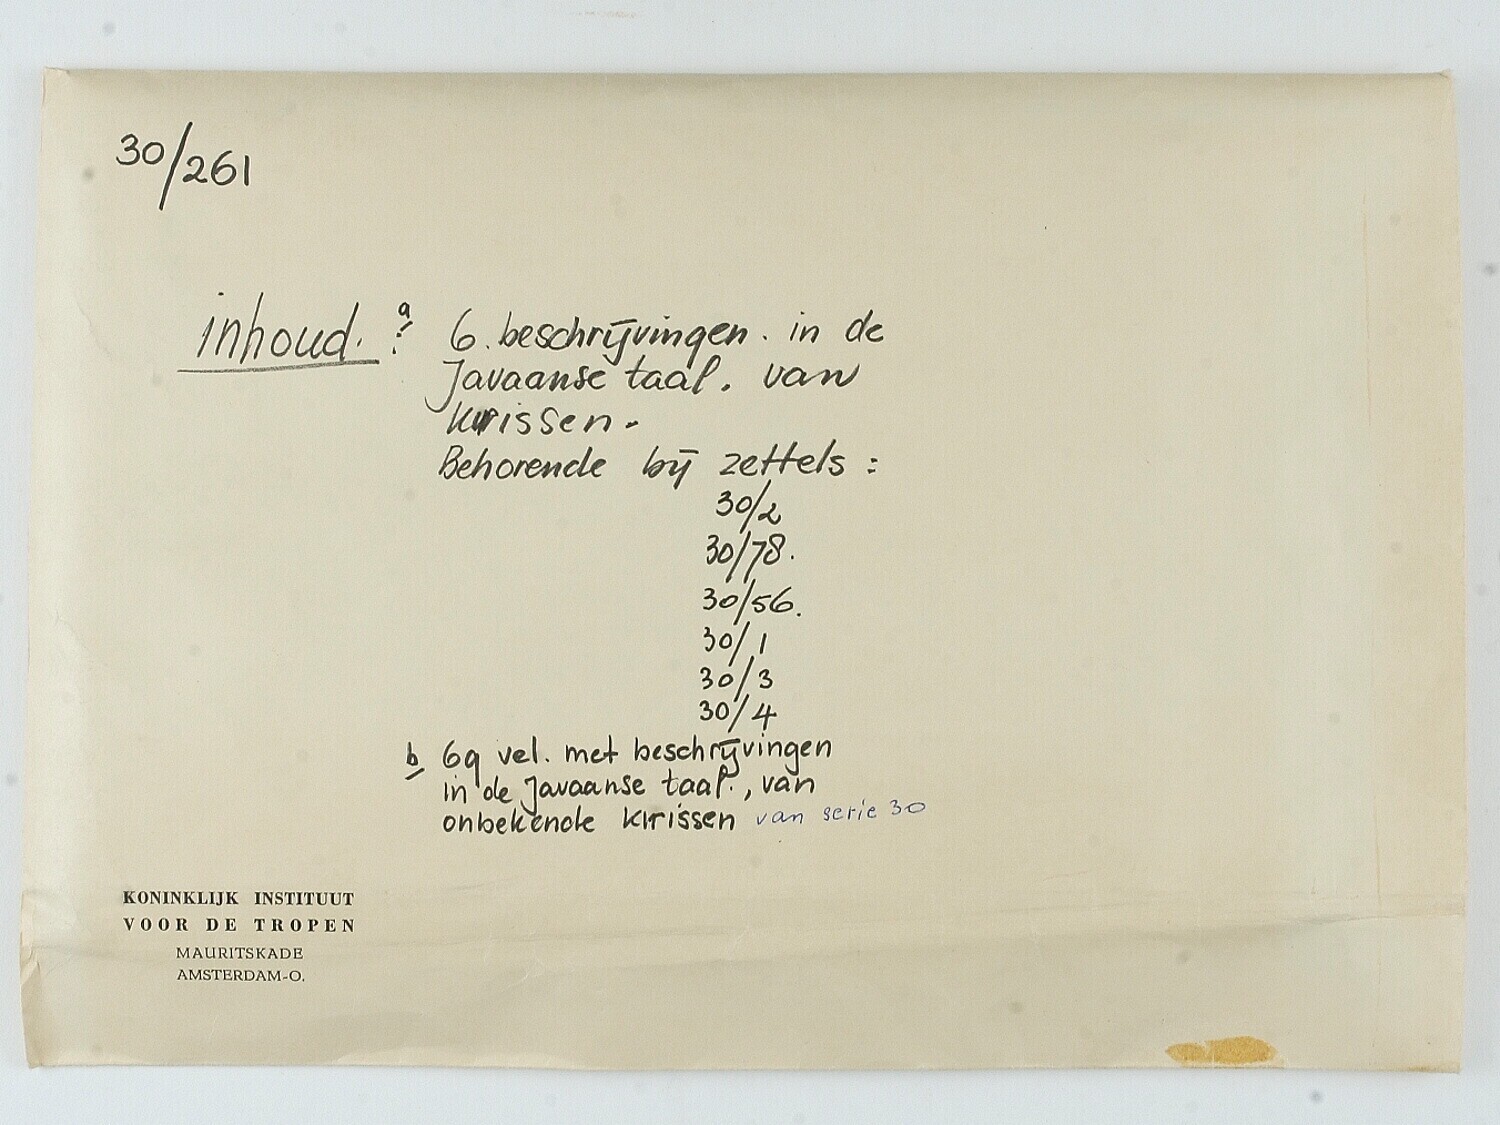 30/261
inhoud. : a 6. beschrijvingen. in de
Javaanse taal. van
krissen.
Behorende bij zettels :
30/2
30/78.
30/56.
30/1
30/3
30/4
b 69 vel. met beschrijvingen
in de Javaanse taal., van
onbekende krissen van serie 30
KONINKLIJK INSTITUUT
VOOR DE TROPEN
MAURITSKADE
AMSTERDAM-O.